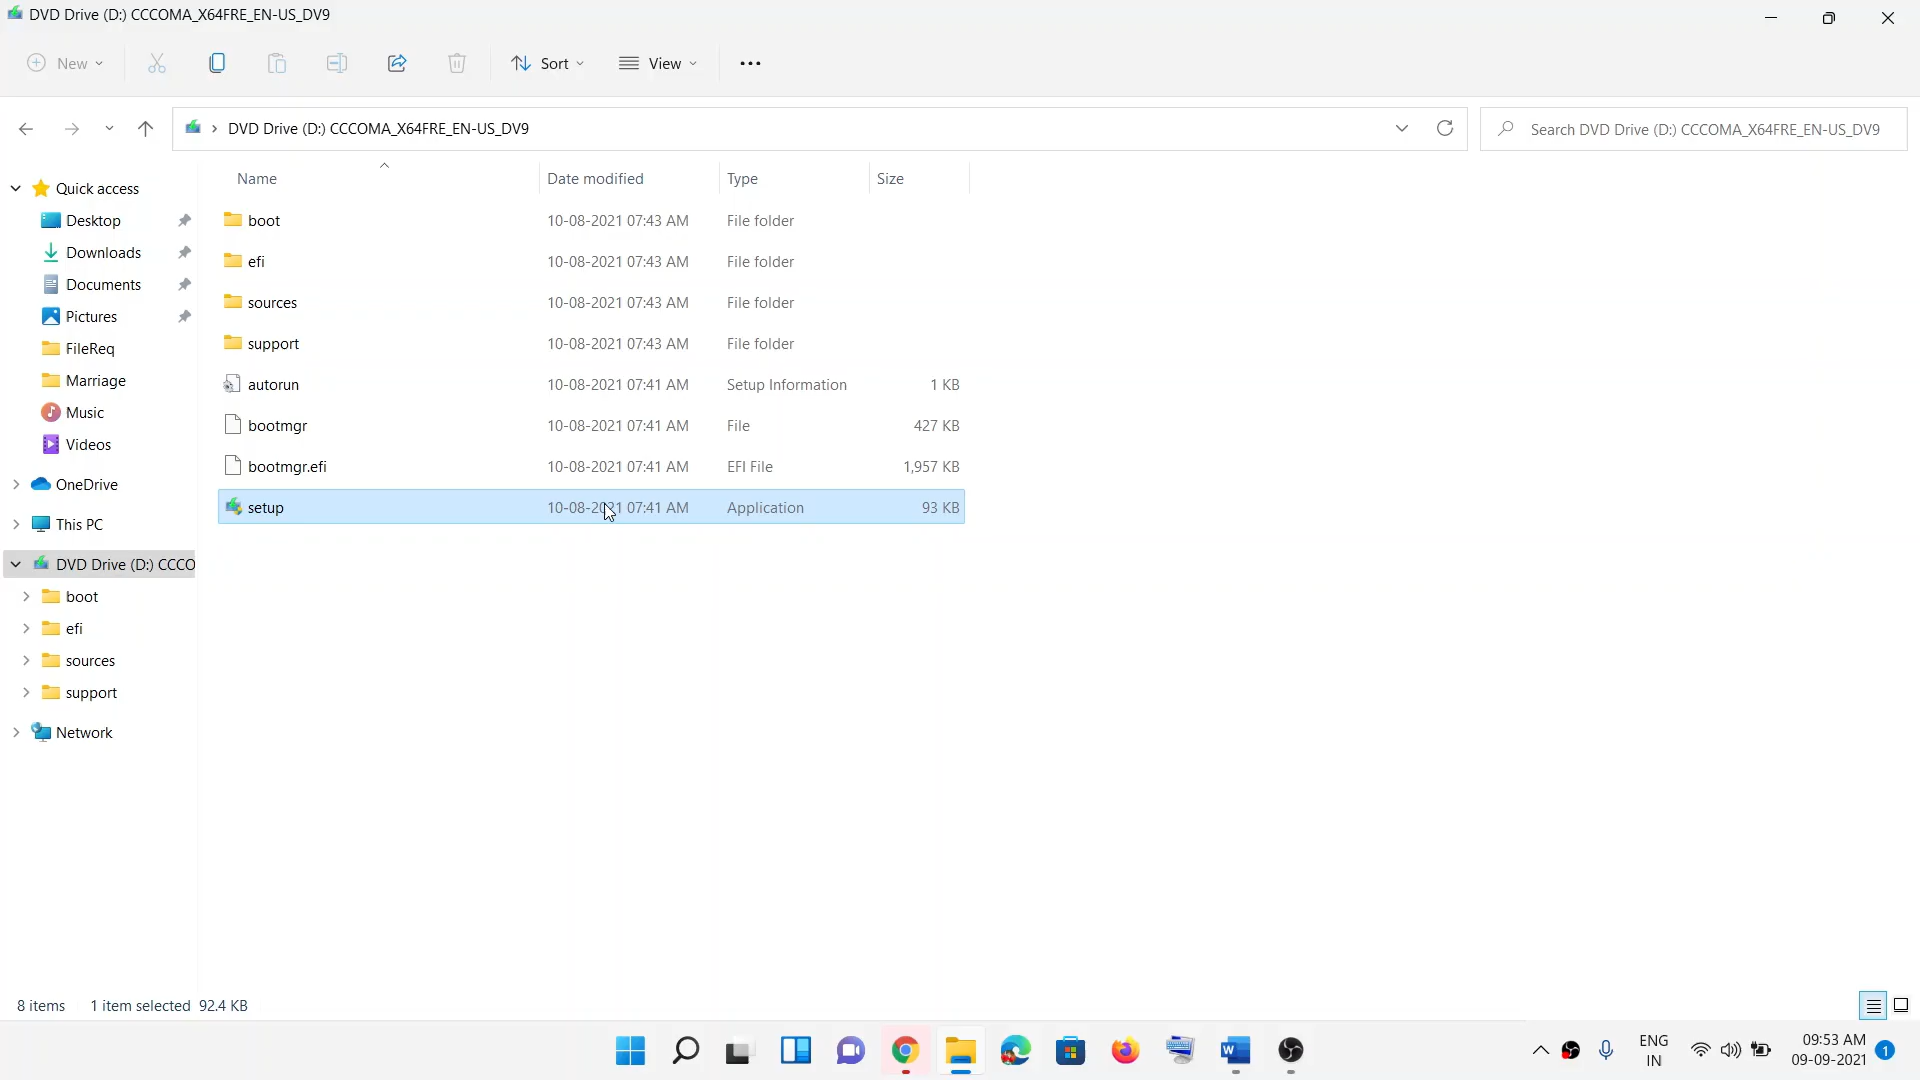 DVD Drive (D:) CCCOMA_X64FRE_EN-US_DV9
New Sort View
DVD Drive (D:) CCCOMA_X64FRE_EN-US_DV9 Search DVD Drive (D:) CCCOMA_X64FRE_EN-US_DV9
Quick access
Desktop
Downloads
Documents
Pictures
FileReq
Marriage
Music
Videos
OneDrive
This PC
DVD Drive (D:) CCCO
boot
efi
sources
support
Network
Name Date modified Type Size
boot 10-08-2021 07:43 AM File folder
efi 10-08-2021 07:43 AM File folder
sources 10-08-2021 07:43 AM File folder
support 10-08-2021 07:43 AM File folder
autorun 10-08-2021 07:41 AM Setup Information 1 KB
bootmgr 10-08-2021 07:41 AM File 427 KB
bootmgr.efi 10-08-2021 07:41 AM EFI File 1,957 KB
setup 10-08-2021 07:41 AM Application 93 KB
8 items 1 item selected 92.4 KB
ENG 09:53 AM
IN 09-09-2021 1